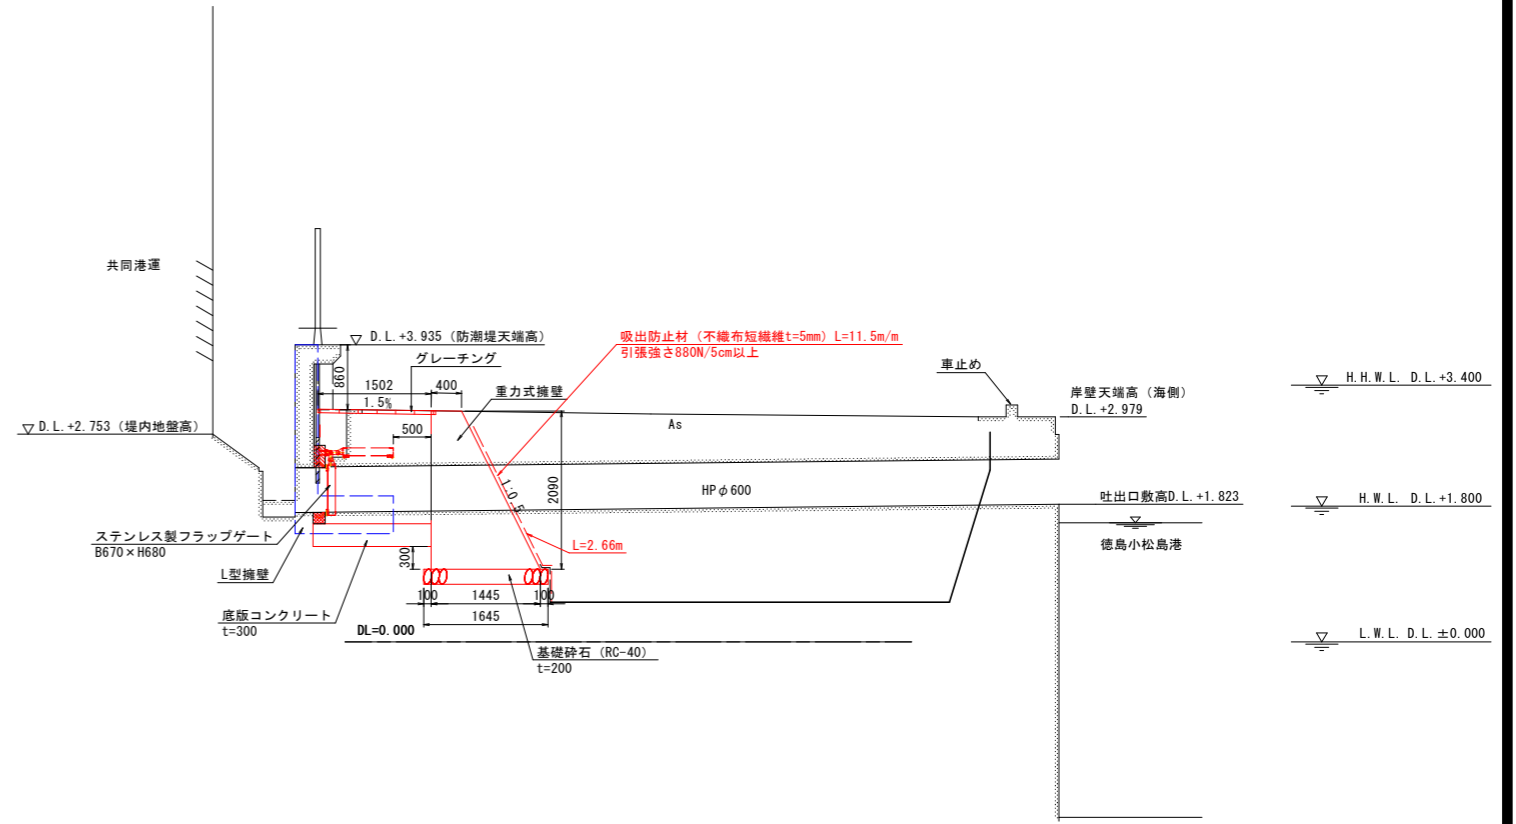 共同港運
D.L.+3.935（防潮堤天端高）
グレーチング
吸出防止材（不織布短繊維t=5mm）L=11.5m/m
引張強さ880N/5cm以上
車止め
H.H.W.L. D.L.+3.400
岸壁天端高（海側）
D.L.+2.979
860
1502
400
1.5%
重力式擁壁
As
D.L.+2.753（堤内地盤高）
500
2090
1:0.5
HPφ600
吐出口敷高D.L.+1.823
H.W.L. D.L.+1.800
徳島小松島港
ステンレス製フラップゲート
B670×H680
L=2.66m
300
L型擁壁
100
1445
100
1645
底版コンクリート
t=300
DL=0.000
基礎砕石（RC-40）
t=200
L.W.L. D.L.±0.000